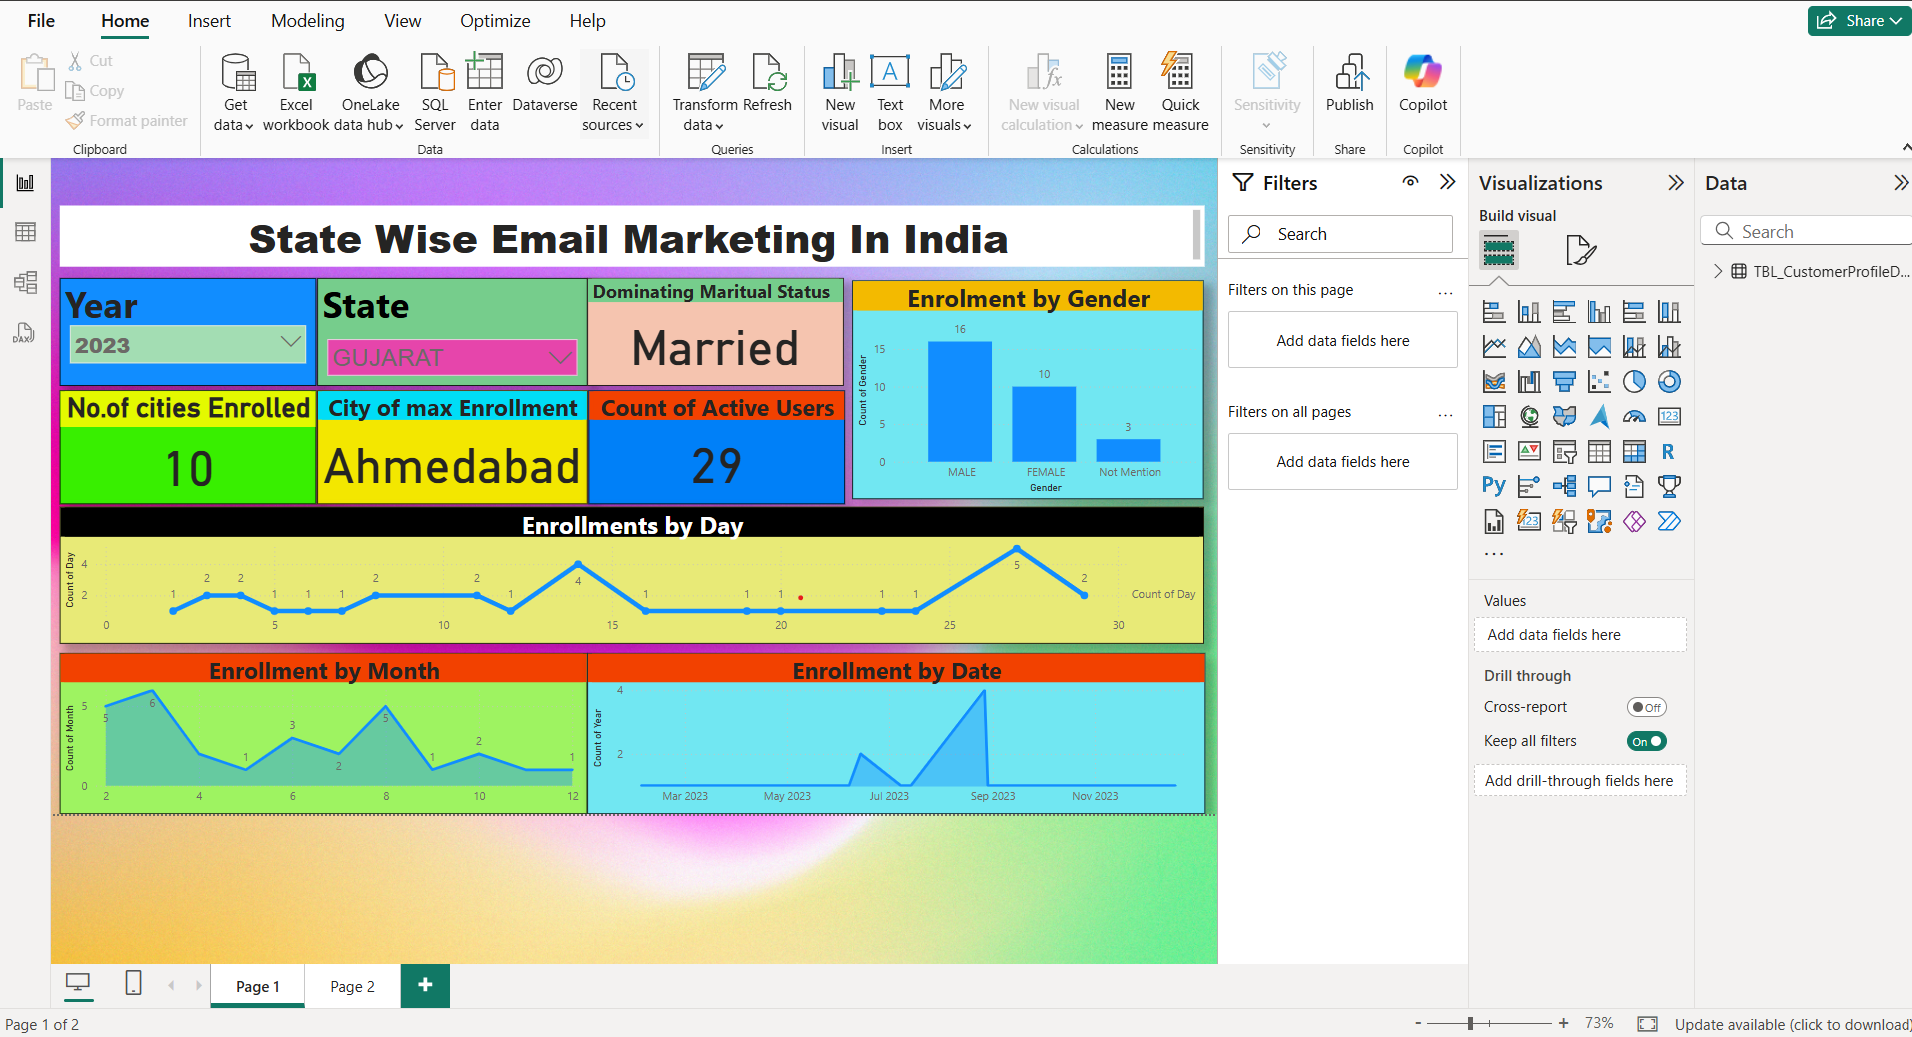 File Home Insert Modeling View Optimize Help Share
Paste
Cut
Copy
Format painter
Clipboard
Get data
Excel workbook
OneLake data hub
SQL Server
Enter data
Dataverse
Recent sources
Data
Transform data
Refresh
Queries
New visual
Text box
More visuals
Insert
New visual calculation
New measure
Quick measure
Calculations
Sensitivity
Sensitivity
Publish
Share
Copilot
Copilot
State Wise Email Marketing In India
Year
2023
State
GUJARAT
Dominating Maritual Status
Married
No.of cities Enrolled
10
City of max Enrollment
Ahmedabad
Count of Active Users
29
Enrolment by Gender
Count of Gender
15
10
5
0
16
10
3
MALE FEMALE Not Mention
Gender
Enrollments by Day
Count of Day
4
2
1 2 2 1 1 1 2 2 1 4 1 1 1 1 1 5 2
Count of Day
0 5 10 15 20 25 30
Enrollment by Month
Count of Month
5
0
5 6 1 3 2 5 1 2 1
2 4 6 8 10 12
Enrollment by Date
Count of Year
4
2
Mar 2023 May 2023 Jul 2023 Sep 2023 Nov 2023
Filters
Search
Filters on this page ...
Add data fields here
Filters on all pages ...
Add data fields here
Visualizations
Build visual
123
R
Py
123
...
Values
Add data fields here
Drill through
Cross-report Off
Keep all filters On
Add drill-through fields here
Data
Search
TBL_CustomerProfileD...
DAX
Page 1 Page 2 +
Page 1 of 2
- + 73% Update available (click to download)